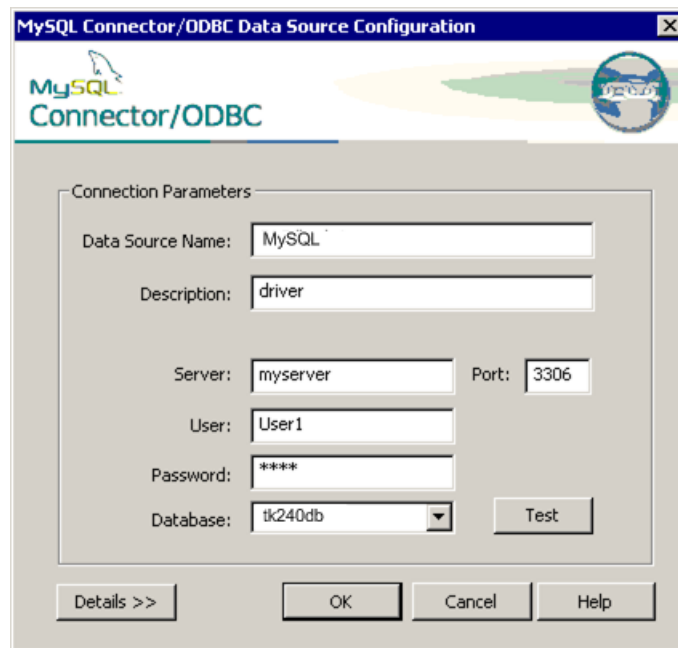 MySQL Connector/ODBC Data Source Configuration
MySQL
Connector/ODBC
Connection Parameters
Data Source Name: MySQL
Description: driver
Server: myserver Port: 3306
User: User1
Password: ****
Database: tk240db Test
Details >> OK Cancel Help